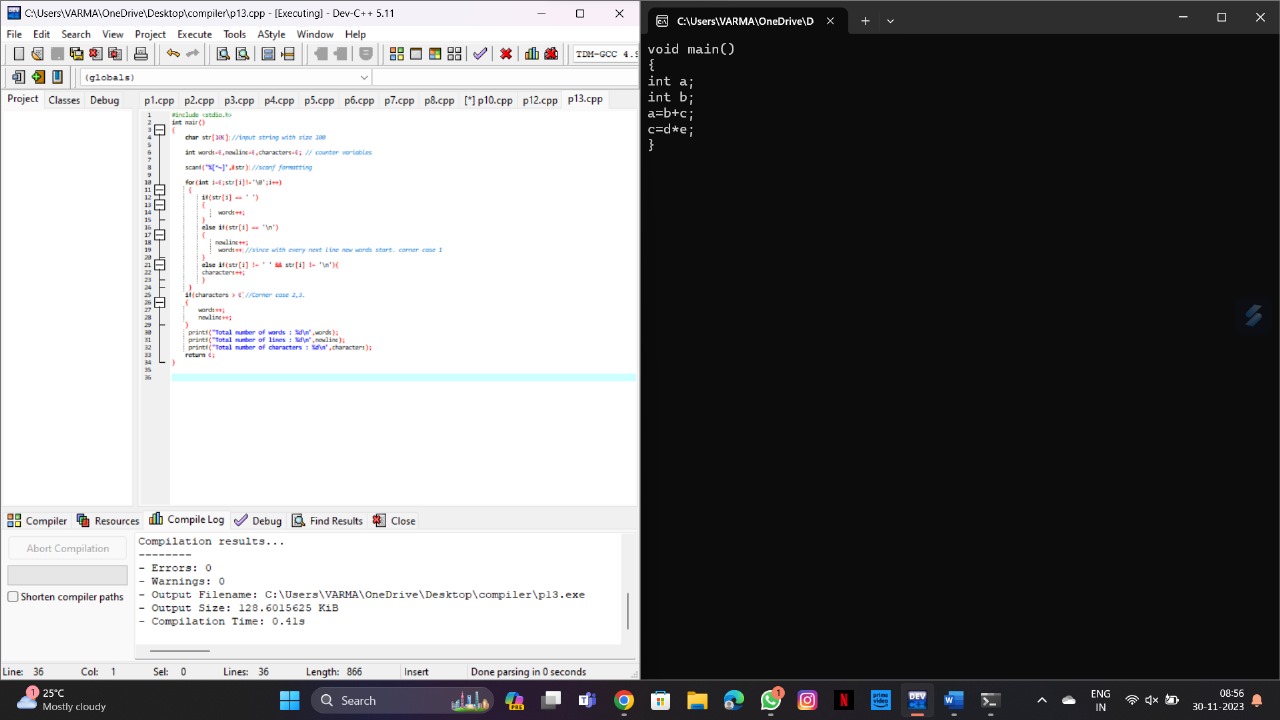 C:\Users\VARMA\OneDrive\Desktop\compiler\p13.cpp - [Executing] - Dev-C++ 5.11
File Edit Search View Project Execute Tools AStyle Window Help
TDM-GCC 4.9
(globals)
Project Classes Debug
p1.cpp p2.cpp p3.cpp p4.cpp p5.cpp p6.cpp p7.cpp p8.cpp [*] p10.cpp p12.cpp p13.cpp
1 #include <stdio.h>
2 int main()
3 {
4 char str[100];//input string with size 100
5
6 int words=0,newline=0,characters=0; // counter variables
7
8 scanf("%[^~]",&str);//scanf formatting
9
10 for(int i=0;str[i]!='\0';i++)
11 {
12 if(str[i] == ' ')
13 {
14 words++;
15 }
16 else if(str[i] == '\n')
17 {
18 newline++;
19 words++;//since with every next line new words start. corner case 1
20 }
21 else if(str[i] != ' ' && str[i] != '\n'){
22 characters++;
23 }
24 }
25 if(characters > 0)//Corner case 2,3.
26 {
27 words++;
28 newline++;
29 }
30 printf("Total number of words : %d\n",words);
31 printf("Total number of lines : %d\n",newline);
32 printf("Total number of characters : %d\n",characters);
33 return 0;
34 }
35
36
Compiler Resources Compile Log Debug Find Results Close
Abort Compilation
Shorten compiler paths
Compilation results...
--------
- Errors: 0
- Warnings: 0
- Output Filename: C:\Users\VARMA\OneDrive\Desktop\compiler\p13.exe
- Output Size: 128.6015625 KiB
- Compilation Time: 0.41s
Line: 36 Col: 1 Sel: 0 Lines: 36 Length: 866 Insert Done parsing in 0 seconds
C:\Users\VARMA\OneDrive\D
void main()
{
int a;
int b;
a=b+c;
c=d*e;
}
1
25°C
Mostly cloudy
Search
PRE
1
N
prime video
DEV
W
ENG
IN
08:56
30-11-2023